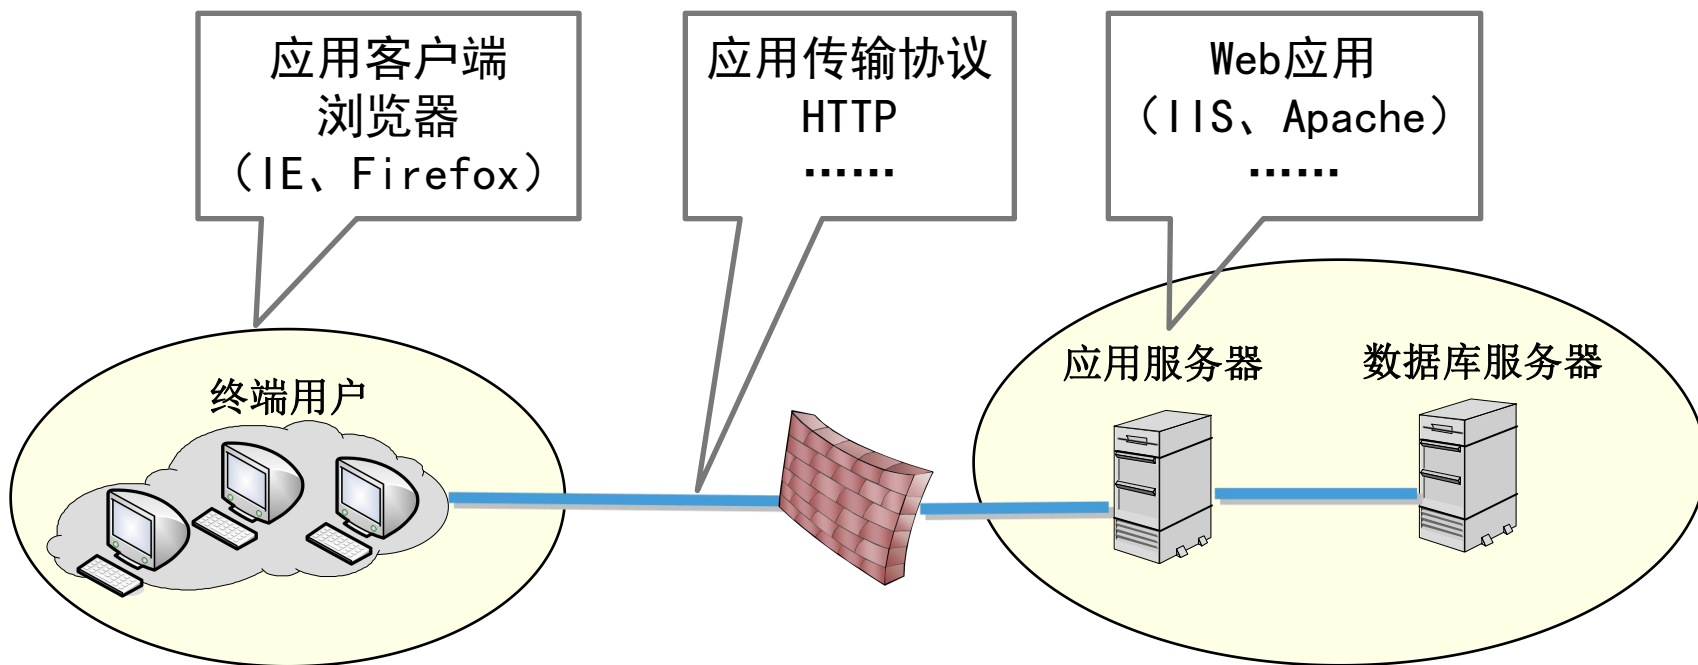 应用客户端
浏览器
（IE、Firefox）
应用传输协议
HTTP
……
Web应用
（IIS、Apache）
……
终端用户
应用服务器
数据库服务器